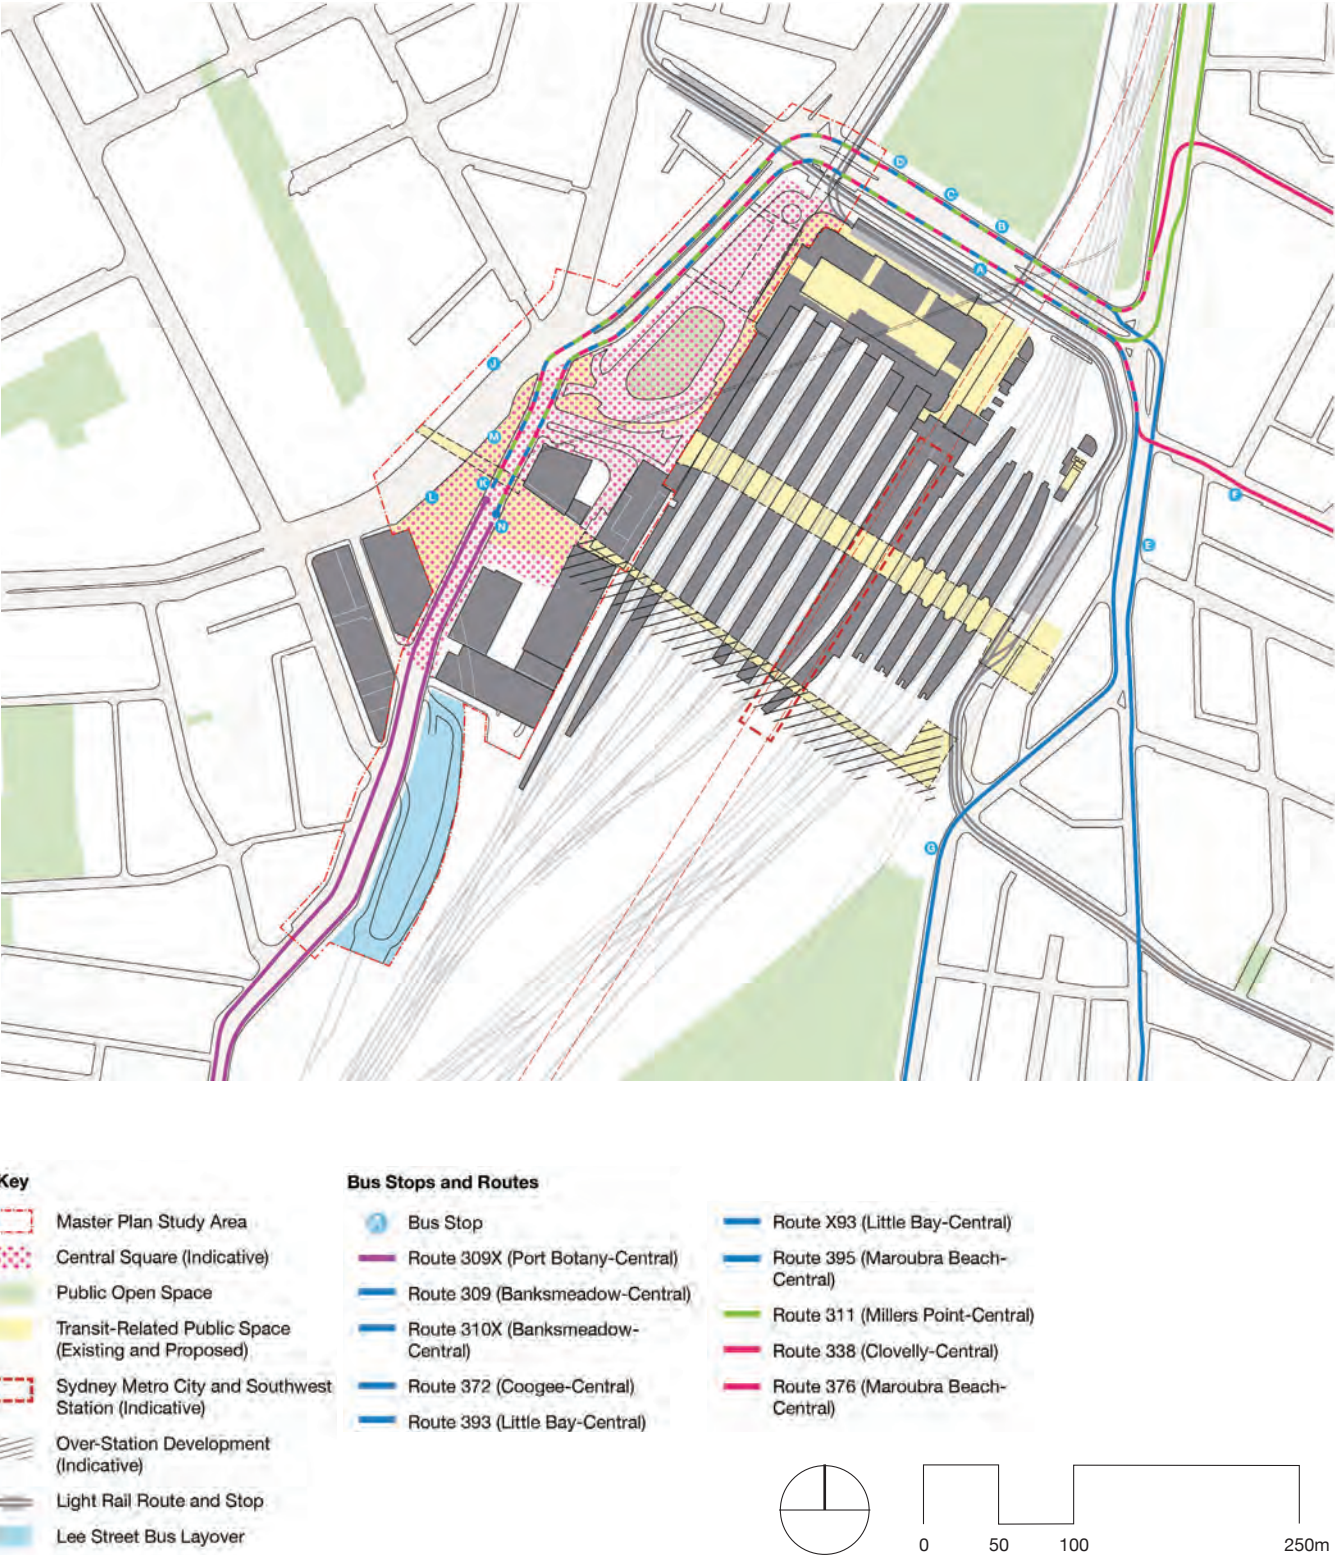 D
C
B
A
J
M
K
L
N
F
E
G
Key
Master Plan Study Area
Central Square (Indicative)
Public Open Space
Transit-Related Public Space
(Existing and Proposed)
Sydney Metro City and Southwest
Station (Indicative)
Over-Station Development
(Indicative)
Light Rail Route and Stop
Lee Street Bus Layover
Bus Stops and Routes
A
Bus Stop
Route 309X (Port Botany-Central)
Route 309 (Banksmeadow-Central)
Route 310X (Banksmeadow-
Central)
Route 372 (Coogee-Central)
Route 393 (Little Bay-Central)
Route X93 (Little Bay-Central)
Route 395 (Maroubra Beach-
Central)
Route 311 (Millers Point-Central)
Route 338 (Clovelly-Central)
Route 376 (Maroubra Beach-
Central)
0 50 100 250m